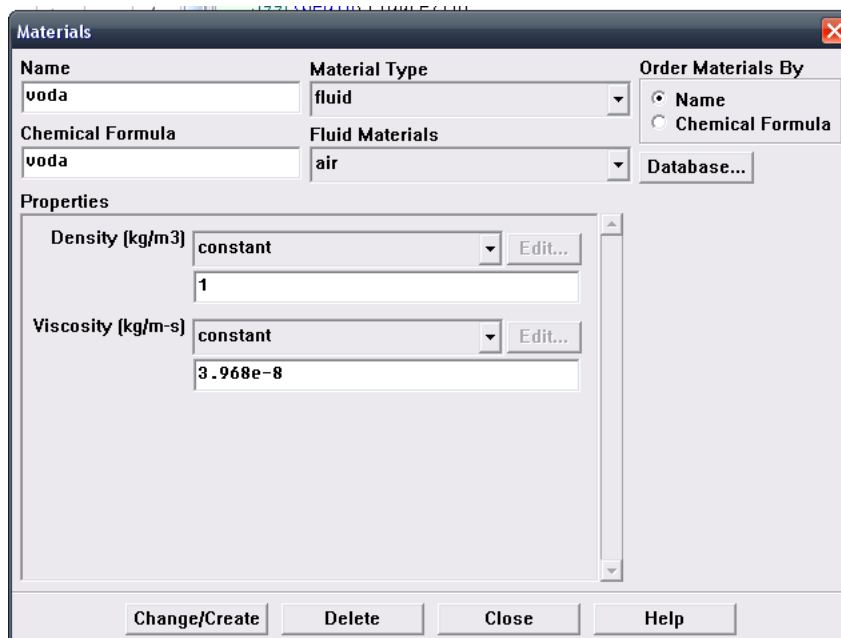 Materials
Name
voda
Material Type
fluid
Order Materials By
Name
Chemical Formula
Chemical Formula
voda
Fluid Materials
air
Database...
Properties
Density (kg/m3)
constant
Edit...
1
Viscosity (kg/m-s)
constant
Edit...
3.968e-8
Change/Create
Delete
Close
Help